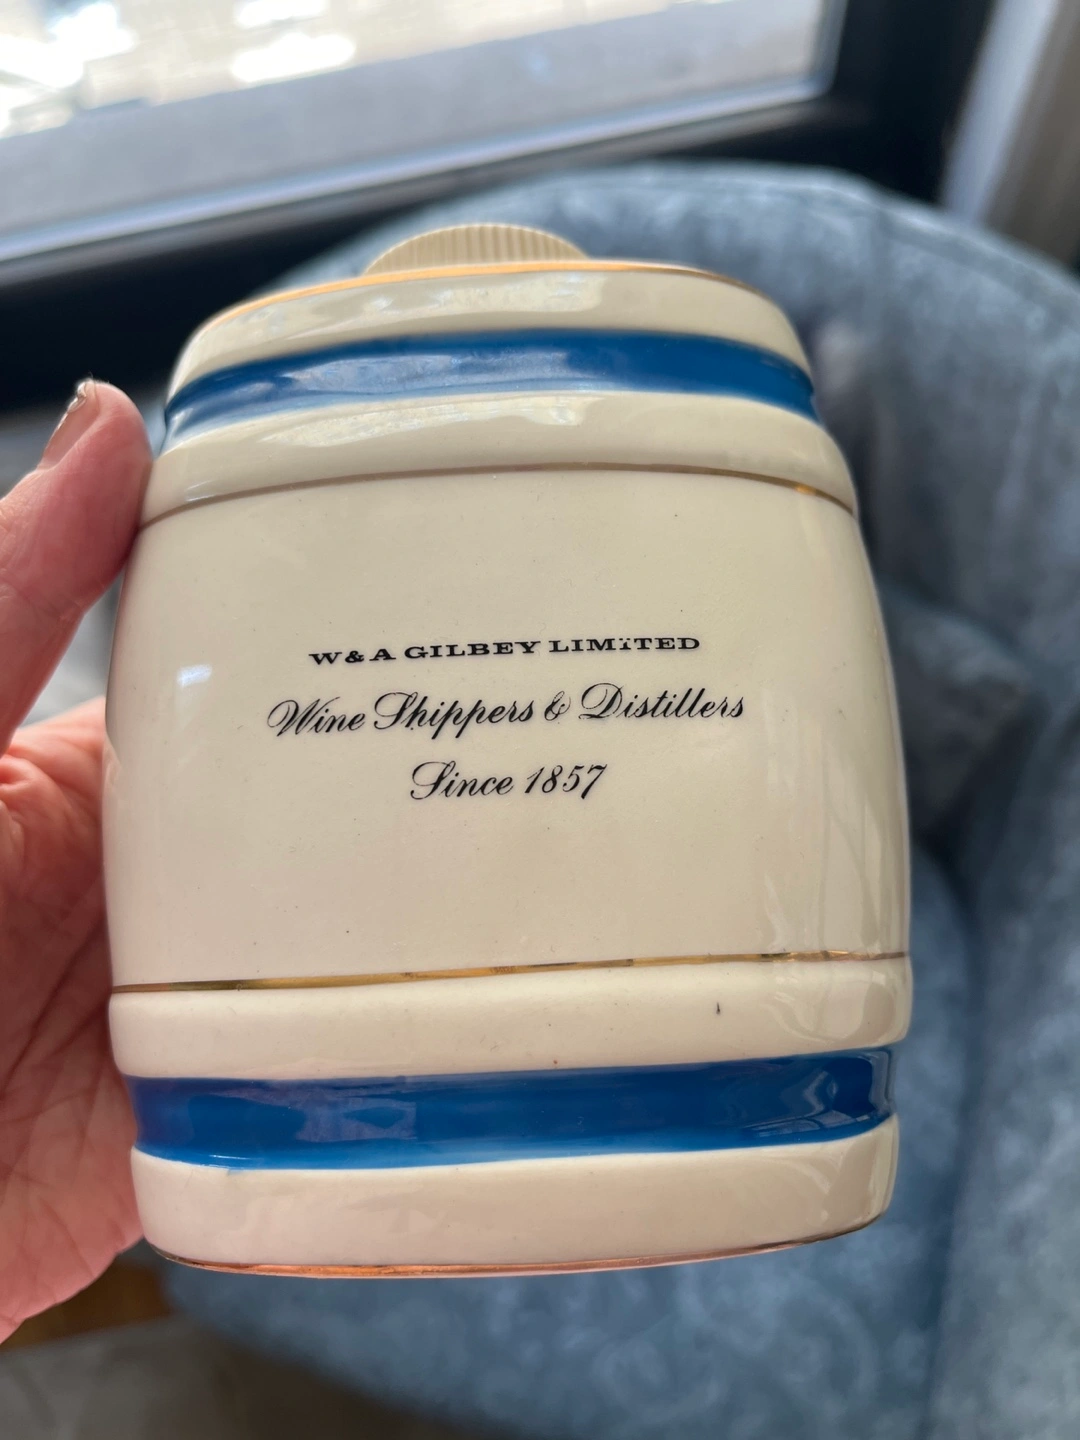 W & A GILBEY LIMITED
Wine Shippers & Distillers
Since 1857